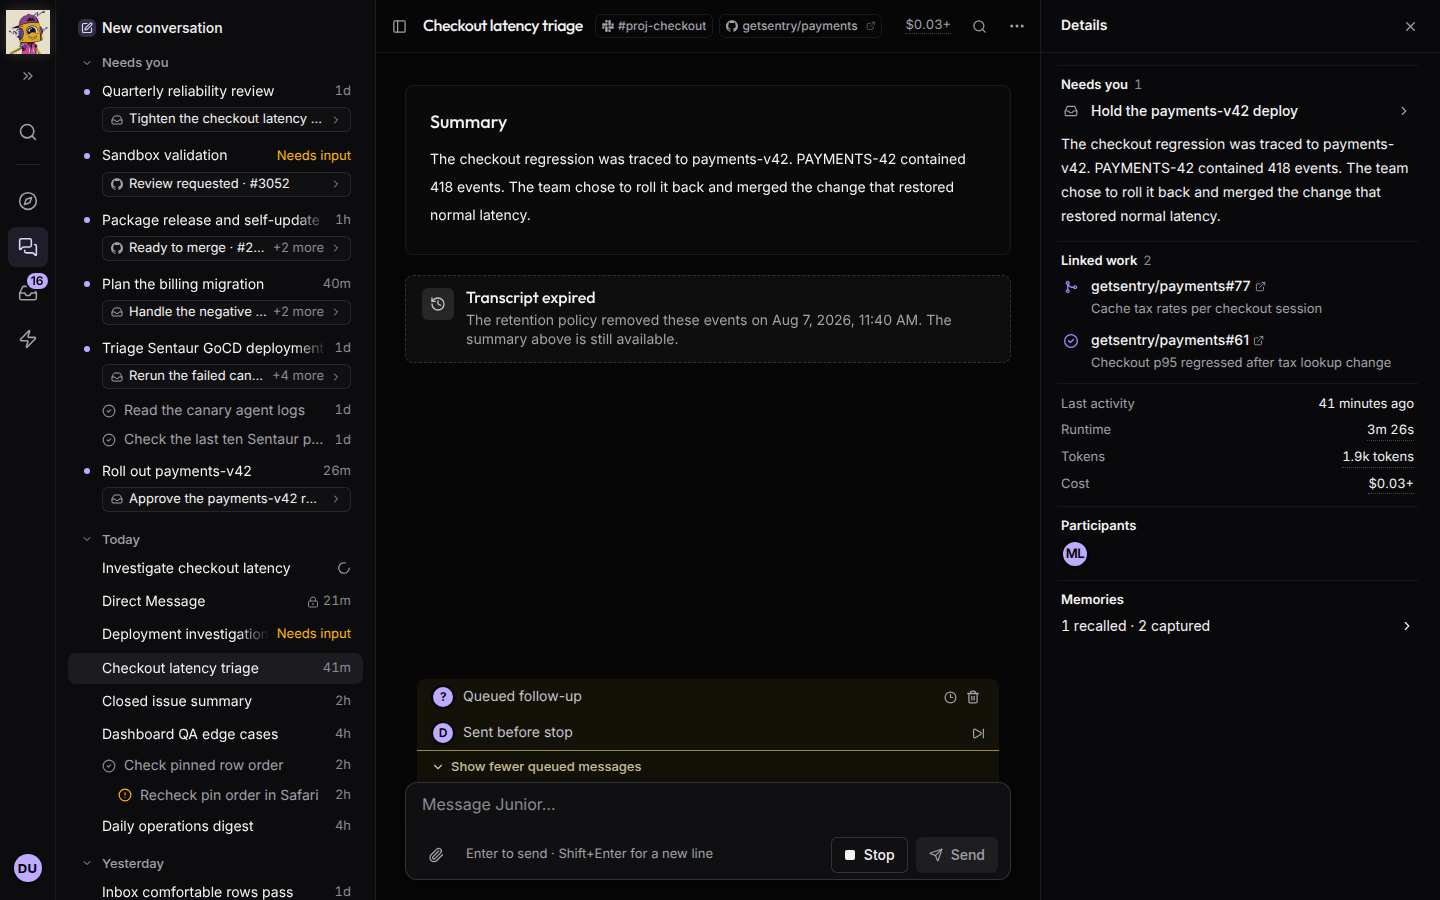 New conversation
Needs you
Quarterly reliability review 1d
Tighten the checkout latency ...
Sandbox validation Needs input
Review requested · #3052
Package release and self-update 1h
Ready to merge · #2... +2 more
Plan the billing migration 40m
Handle the negative ... +2 more
Triage Sentaur GoCD deployment 1d
Rerun the failed can... +4 more
Read the canary agent logs 1d
Check the last ten Sentaur p... 1d
Roll out payments-v42 26m
Approve the payments-v42 r...
Today
Investigate checkout latency
Direct Message 21m
Deployment investigation Needs input
Checkout latency triage 41m
Closed issue summary 2h
Dashboard QA edge cases 4h
Check pinned row order 2h
Recheck pin order in Safari 2h
Daily operations digest 4h
Yesterday
Inbox comfortable rows pass 1d
16
DU
Checkout latency triage #proj-checkout getsentry/payments $0.03+
Summary
The checkout regression was traced to payments-v42. PAYMENTS-42 contained
418 events. The team chose to roll it back and merged the change that restored
normal latency.
Transcript expired
The retention policy removed these events on Aug 7, 2026, 11:40 AM. The
summary above is still available.
? Queued follow-up
D Sent before stop
Show fewer queued messages
Message Junior...
Enter to send · Shift+Enter for a new line
Stop
Send
Details
Needs you 1
Hold the payments-v42 deploy
The checkout regression was traced to payments-
v42. PAYMENTS-42 contained 418 events. The team
chose to roll it back and merged the change that
restored normal latency.
Linked work 2
getsentry/payments#77
Cache tax rates per checkout session
getsentry/payments#61
Checkout p95 regressed after tax lookup change
Last activity 41 minutes ago
Runtime 3m 26s
Tokens 1.9k tokens
Cost $0.03+
Participants
ML
Memories
1 recalled · 2 captured